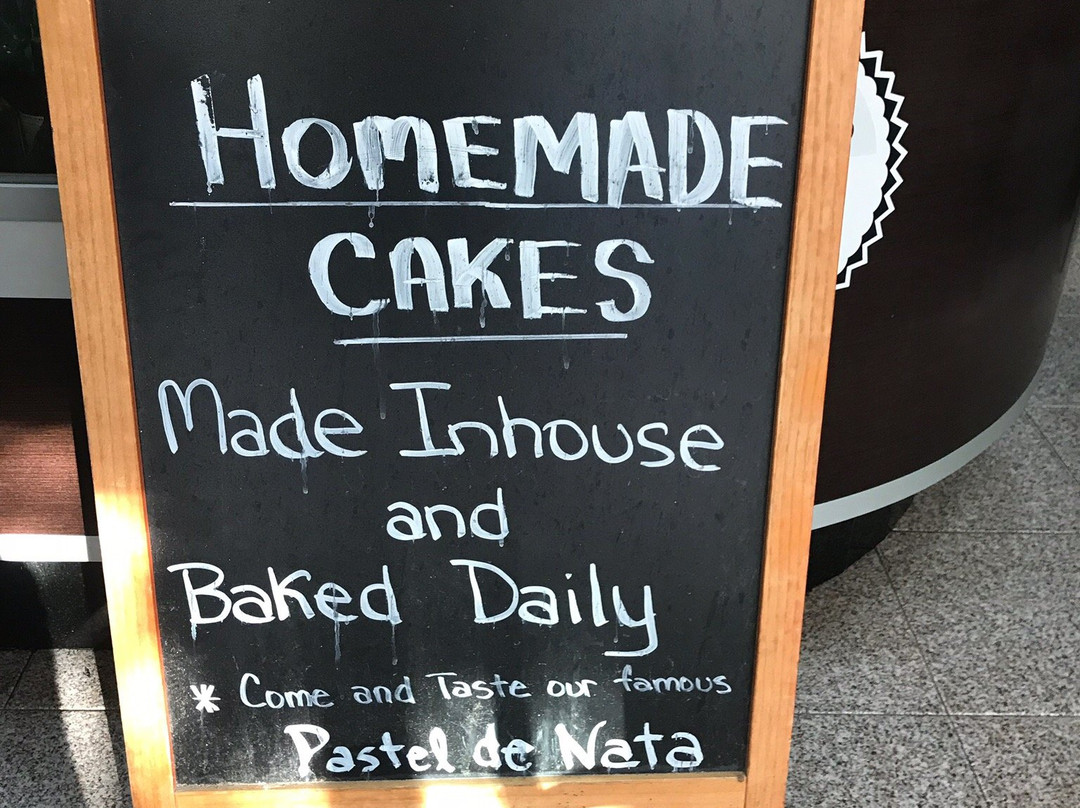 HOMEMADE
CAKES
Made Inhouse
and
Baked Daily
* Come and Taste our famous
Pastel de Nata